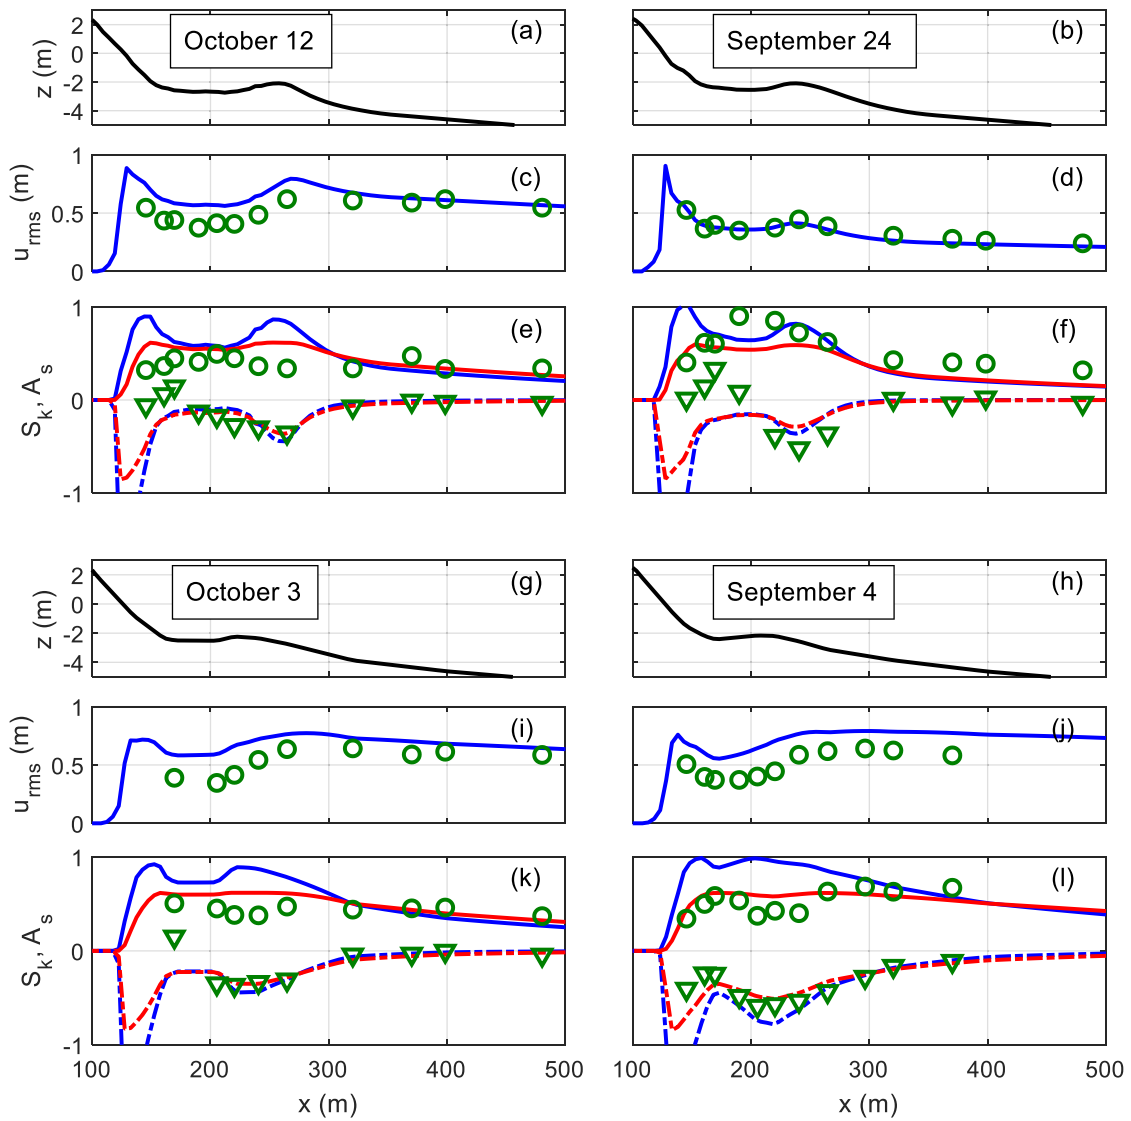 October 12
(a)
2
0
-2
-4
z (m)
September 24
(b)
(c)
1
0.5
0
u_rms (m)
(d)
(e)
1
0
-1
S_k, A_s
(f)
October 3
(g)
2
0
-2
-4
z (m)
September 4
(h)
(i)
1
0.5
0
u_rms (m)
(j)
(k)
1
0
-1
S_k, A_s
100 200 300 400 500
x (m)
(l)
100 200 300 400 500
x (m)